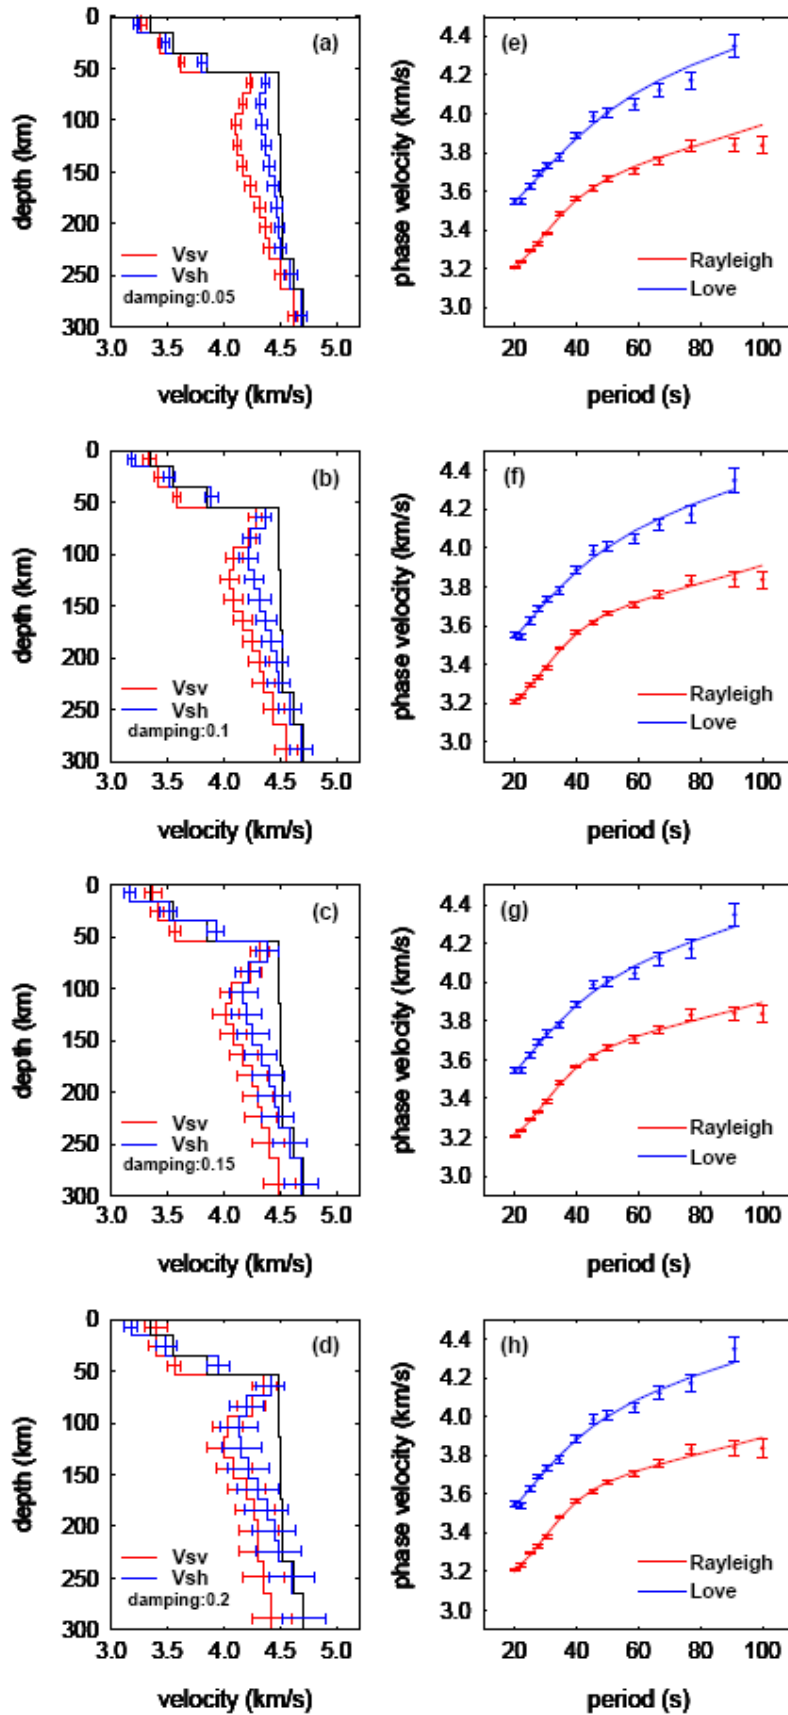 0
50
100
150
200
250
300
depth (km)
(a)
Vsv
Vsh
damping:0.05
3.0 3.5 4.0 4.5 5.0
velocity (km/s)
4.4
4.2
4.0
3.8
3.6
3.4
3.2
3.0
phase velocity (km/s)
(e)
Rayleigh
Love
20 40 60 80 100
period (s)
0
50
100
150
200
250
300
depth (km)
(b)
Vsv
Vsh
damping:0.1
3.0 3.5 4.0 4.5 5.0
velocity (km/s)
4.4
4.2
4.0
3.8
3.6
3.4
3.2
3.0
phase velocity (km/s)
(f)
Rayleigh
Love
20 40 60 80 100
period (s)
0
50
100
150
200
250
300
depth (km)
(c)
Vsv
Vsh
damping:0.15
3.0 3.5 4.0 4.5 5.0
velocity (km/s)
4.4
4.2
4.0
3.8
3.6
3.4
3.2
3.0
phase velocity (km/s)
(g)
Rayleigh
Love
20 40 60 80 100
period (s)
0
50
100
150
200
250
300
depth (km)
(d)
Vsv
Vsh
damping:0.2
3.0 3.5 4.0 4.5 5.0
velocity (km/s)
4.4
4.2
4.0
3.8
3.6
3.4
3.2
3.0
phase velocity (km/s)
(h)
Rayleigh
Love
20 40 60 80 100
period (s)